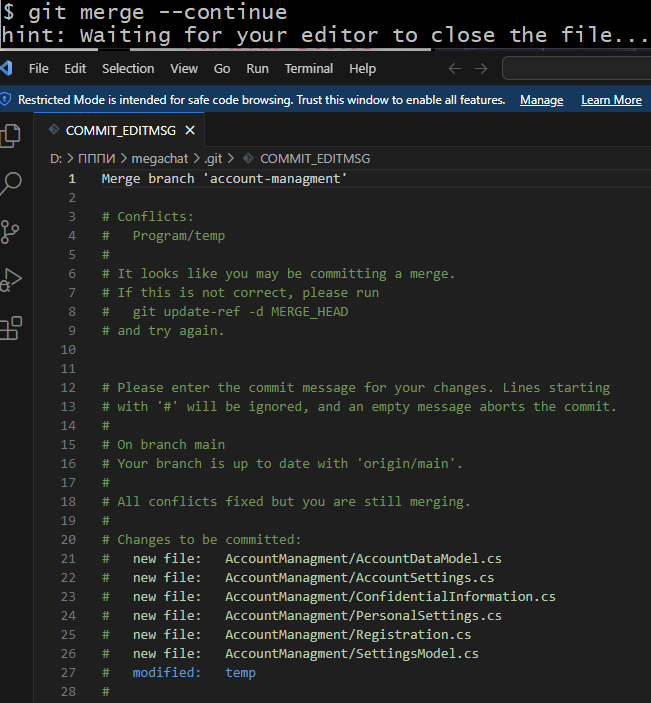 $ git merge --continue
hint: Waiting for your editor to close the file...
File Edit Selection View Go Run Terminal Help
Restricted Mode is intended for safe code browsing. Trust this window to enable all features. Manage Learn More
COMMIT_EDITMSG
D: > ПППИ > megachat > .git > COMMIT_EDITMSG
1 Merge branch 'account-managment'
2
3 # Conflicts:
4 #   Program/temp
5 #
6 # It looks like you may be committing a merge.
7 # If this is not correct, please run
8 #   git update-ref -d MERGE_HEAD
9 # and try again.
10
11
12 # Please enter the commit message for your changes. Lines starting
13 # with '#' will be ignored, and an empty message aborts the commit.
14 #
15 # On branch main
16 # Your branch is up to date with 'origin/main'.
17 #
18 # All conflicts fixed but you are still merging.
19 #
20 # Changes to be committed:
21 #   new file:   AccountManagment/AccountDataModel.cs
22 #   new file:   AccountManagment/AccountSettings.cs
23 #   new file:   AccountManagment/ConfidentialInformation.cs
24 #   new file:   AccountManagment/PersonalSettings.cs
25 #   new file:   AccountManagment/Registration.cs
26 #   new file:   AccountManagment/SettingsModel.cs
27 #   modified:   temp
28 #